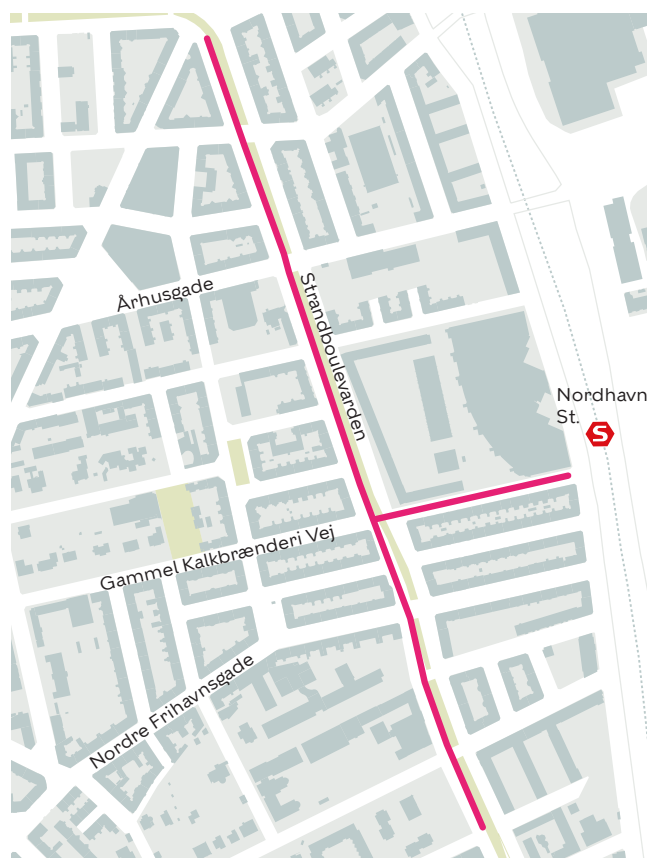 Århusgade
Strandboulevarden
Nordhavn
St.
S
Gammel Kalkbrænderi Vej
Nordre Frihavnsgade